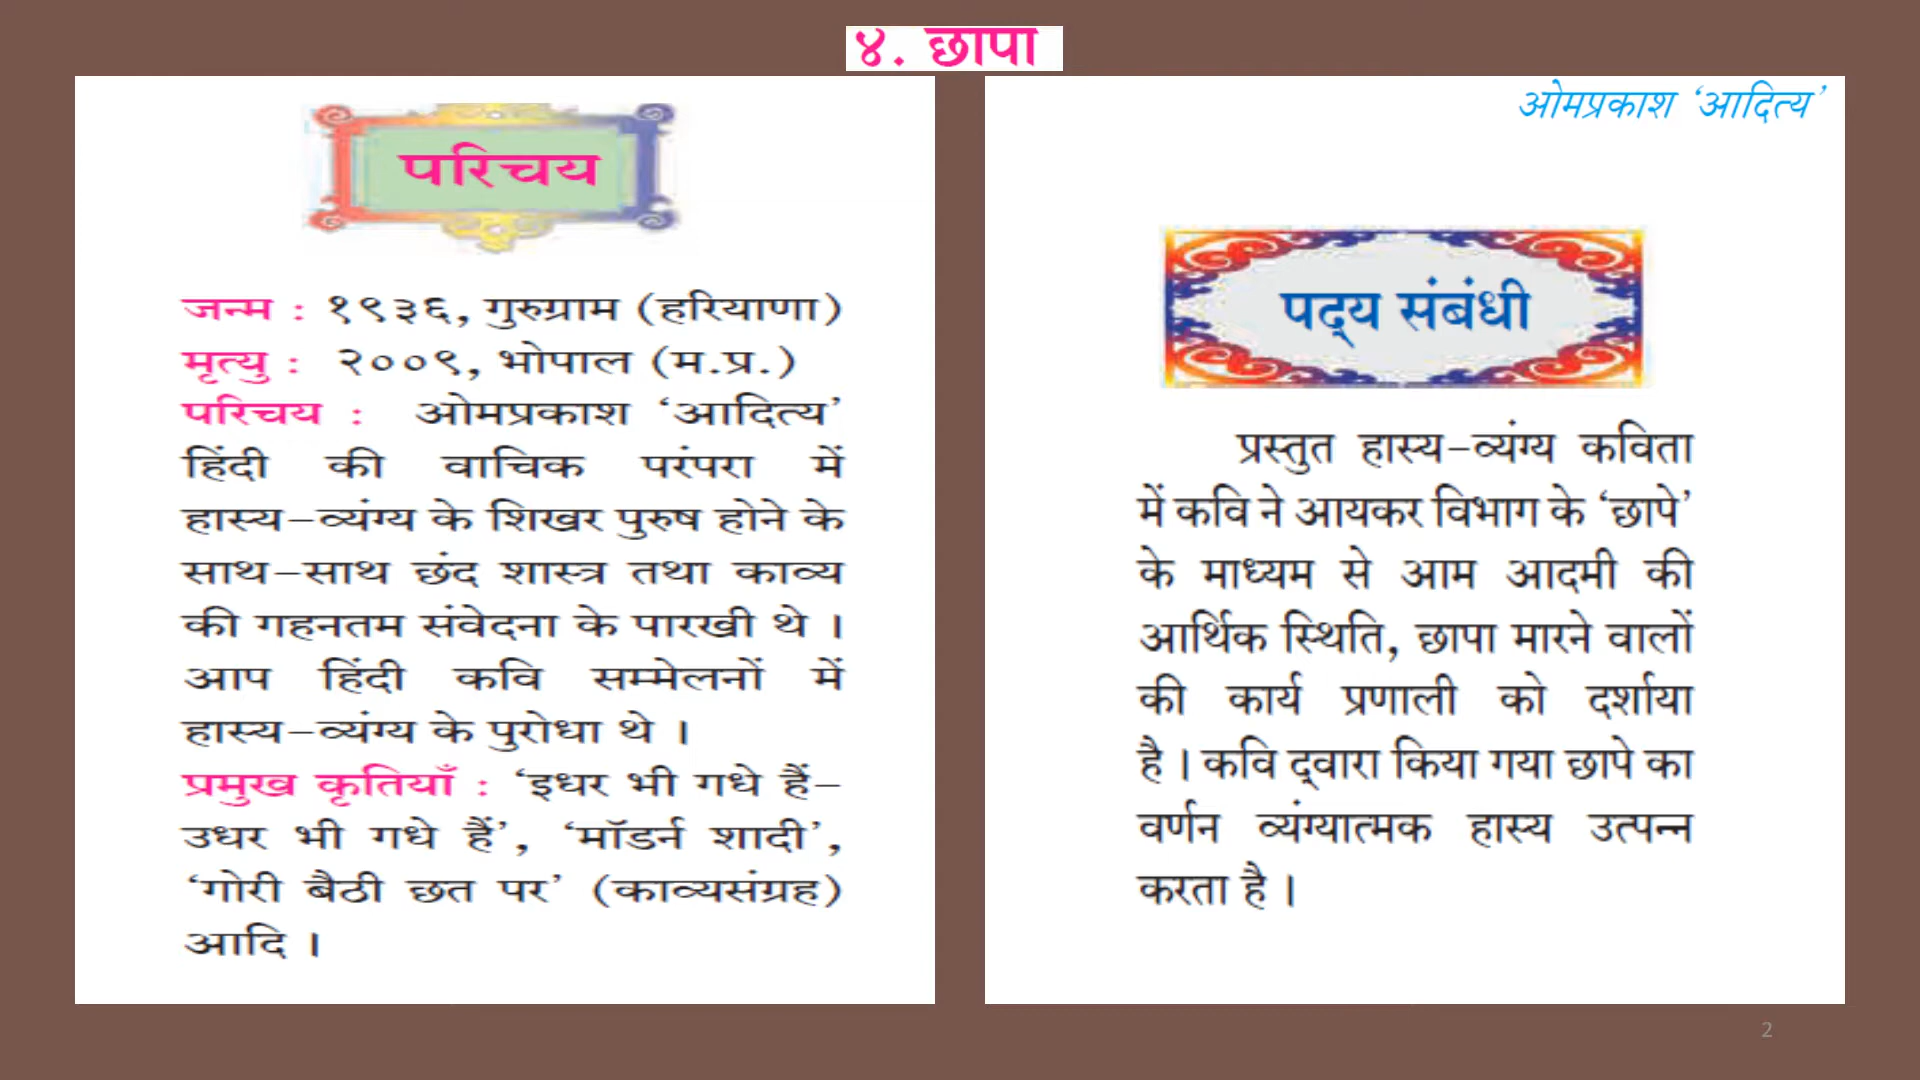 ४. छापा
परिचय
जन्म : १९३६, गुरुग्राम (हरियाणा)
मृत्यु : २००९, भोपाल (म.प्र.)
परिचय : ओमप्रकाश ‘आदित्य’
हिंदी की वाचिक परंपरा में
हास्य-व्यंग्य के शिखर पुरुष होने के
साथ-साथ छंद शास्त्र तथा काव्य
की गहनतम संवेदना के पारखी थे ।
आप हिंदी कवि सम्मेलनों में
हास्य-व्यंग्य के पुरोधा थे ।
प्रमुख कृतियाँ : ‘इधर भी गधे हैं-
उधर भी गधे हैं’, ‘मॉडर्न शादी’,
‘गोरी बैठी छत पर’ (काव्यसंग्रह)
आदि ।
ओमप्रकाश ‘आदित्य’
पद्‌य संबंधी
प्रस्तुत हास्य-व्यंग्य कविता
में कवि ने आयकर विभाग के ‘छापे’
के माध्यम से आम आदमी की
आर्थिक स्थिति, छापा मारने वालों
की कार्य प्रणाली को दर्शाया
है । कवि द्‌वारा किया गया छापे का
वर्णन व्यंग्यात्मक हास्य उत्पन्न
करता है ।
2